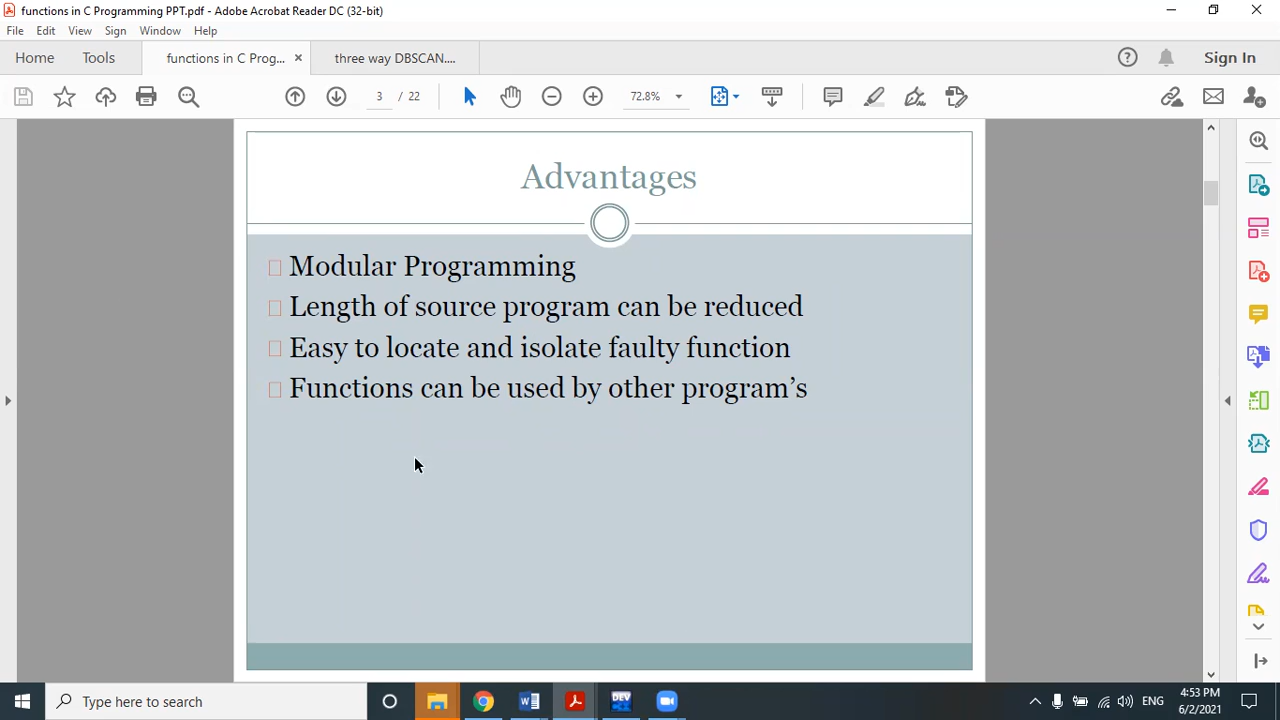 functions in C Programming PPT.pdf - Adobe Acrobat Reader DC (32-bit)
File Edit View Sign Window Help
Home Tools functions in C Prog... × three way DBSCAN.... Sign In
3 / 22 72.8%
Advantages
Modular Programming
Length of source program can be reduced
Easy to locate and isolate faulty function
Functions can be used by other program’s
Type here to search
DEV
ENG
4:53 PM
6/2/2021